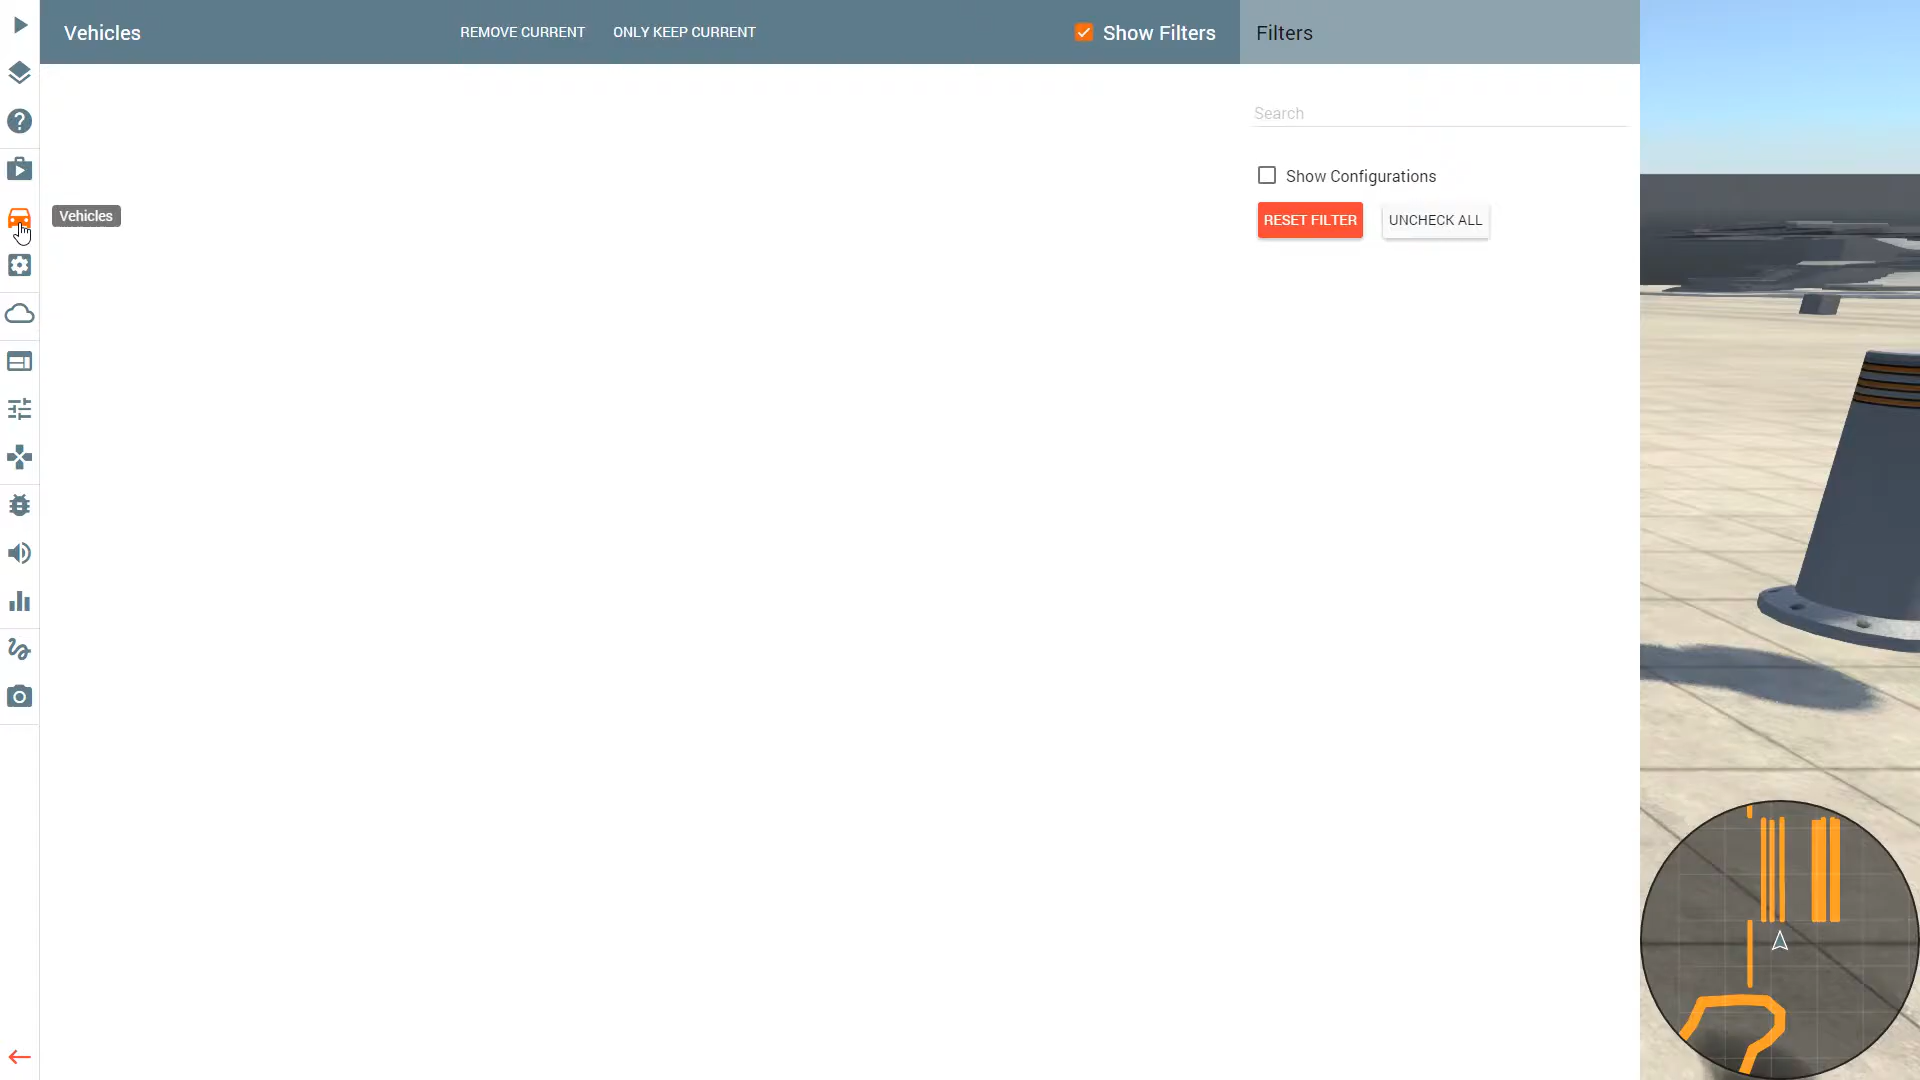 Vehicles
REMOVE CURRENT
ONLY KEEP CURRENT
Show Filters
Filters
Search
Show Configurations
Vehicles
RESET FILTER
UNCHECK ALL